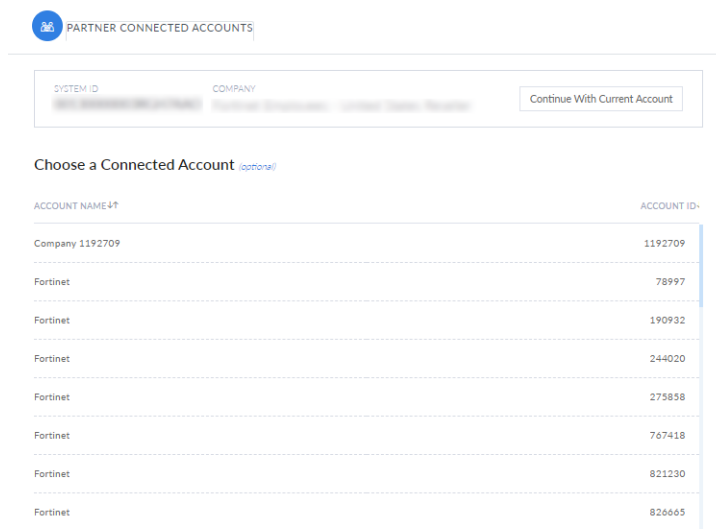 PARTNER CONNECTED ACCOUNTS
SYSTEM ID COMPANY
Continue With Current Account
Choose a Connected Account (optional)
ACCOUNT NAME ACCOUNT ID
Company 1192709 1192709
Fortinet 78997
Fortinet 190932
Fortinet 244020
Fortinet 275858
Fortinet 767418
Fortinet 821230
Fortinet 826665